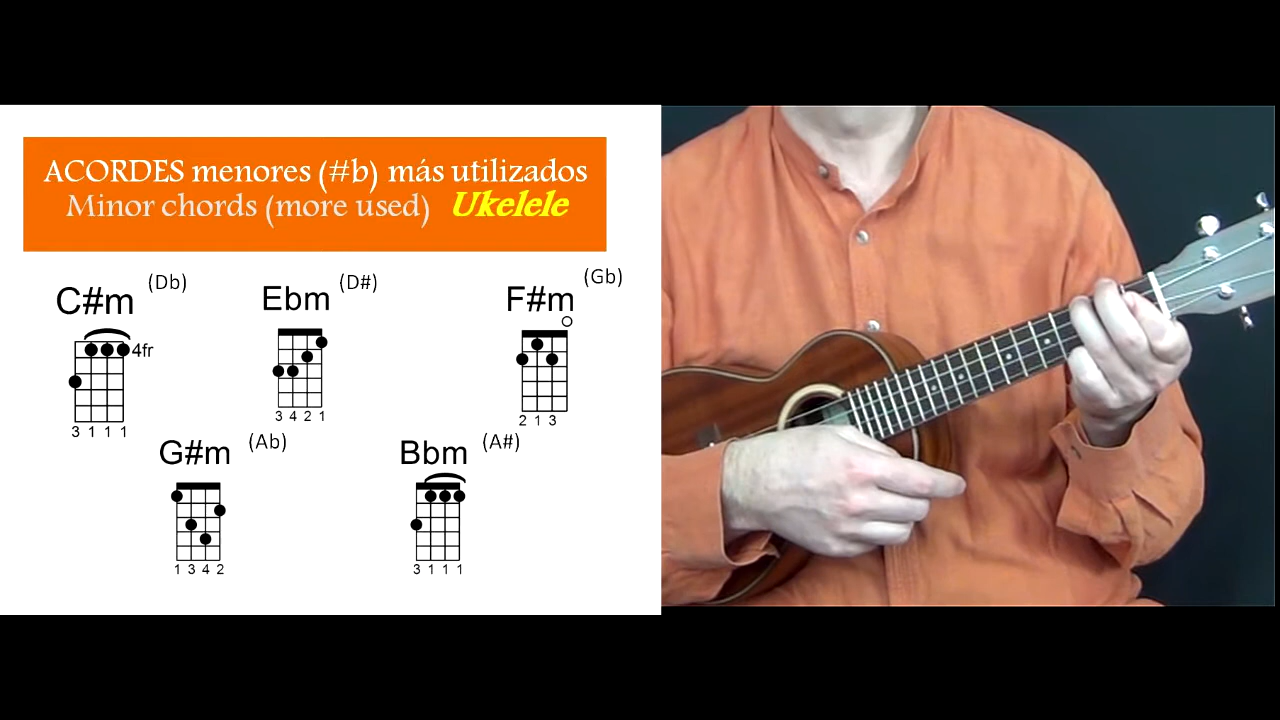 ACORDES menores (#b) más utilizados
Minor chords (more used) Ukelele
C#m (Db)
Ebm (D#)
F#m (Gb)
4fr
3 1 1 1
3 4 2 1
2 1 3
G#m (Ab)
Bbm (A#)
1 3 4 2
3 1 1 1